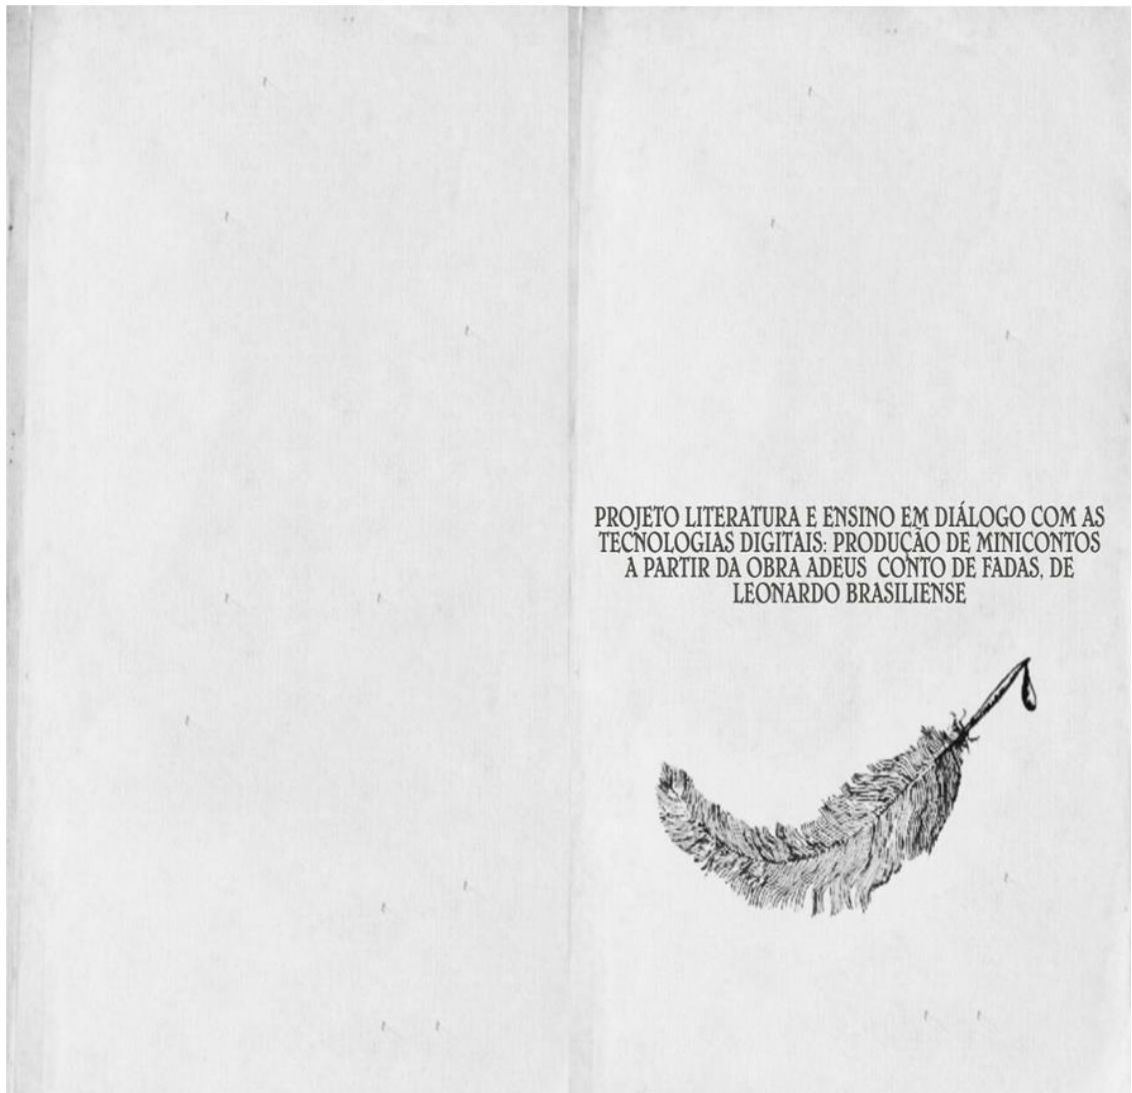 PROJETO LITERATURA E ENSINO EM DIÁLOGO COM AS
TECNOLOGIAS DIGITAIS: PRODUÇÃO DE MINICONTOS
A PARTIR DA OBRA ADEUS CONTO DE FADAS, DE
LEONARDO BRASILIENSE